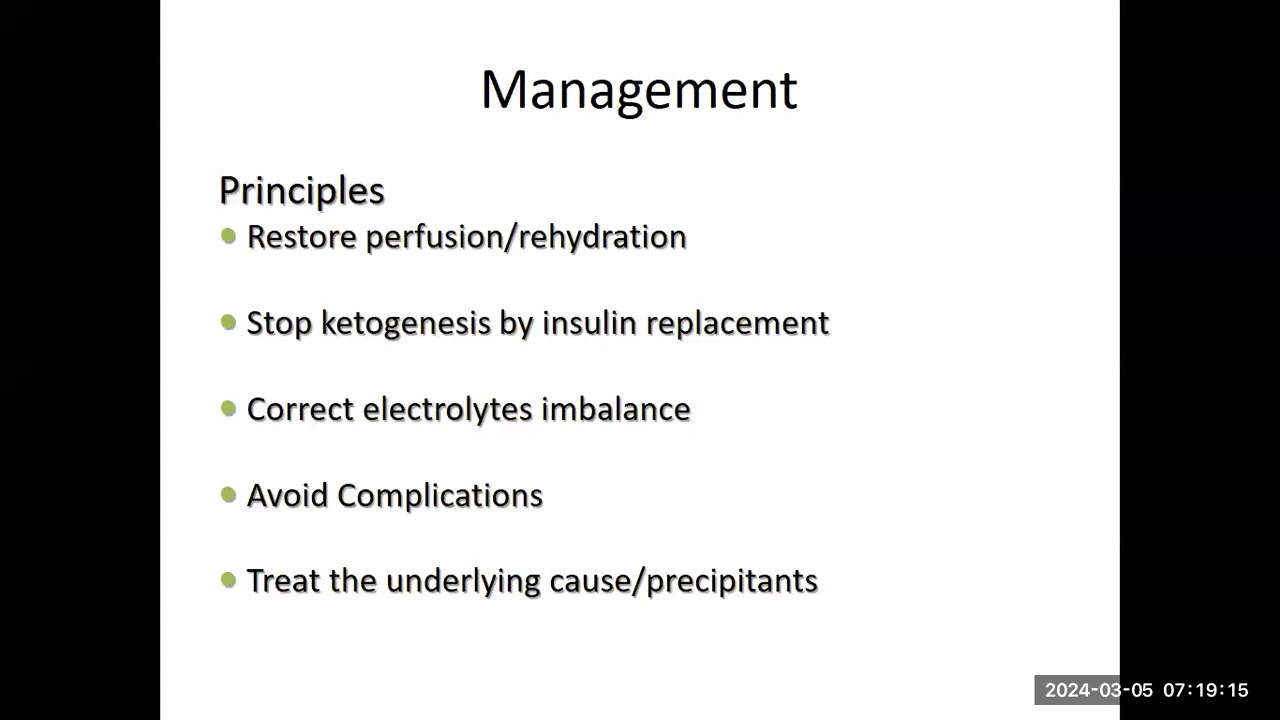 Management
Principles
Restore perfusion/rehydration
Stop ketogenesis by insulin replacement
Correct electrolytes imbalance
Avoid Complications
Treat the underlying cause/precipitants
2024-03-05 07:19:15